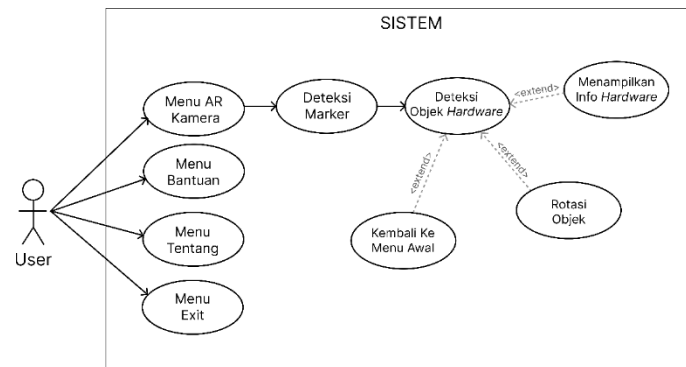 SISTEM
Menu AR
Kamera
Deteksi
Marker
Deteksi
Objek Hardware
<extend>
Menampilkan
Info Hardware
Menu
Bantuan
<extend>
<extend>
Rotasi
Objek
Kembali Ke
Menu Awal
Menu
Tentang
User
Menu
Exit